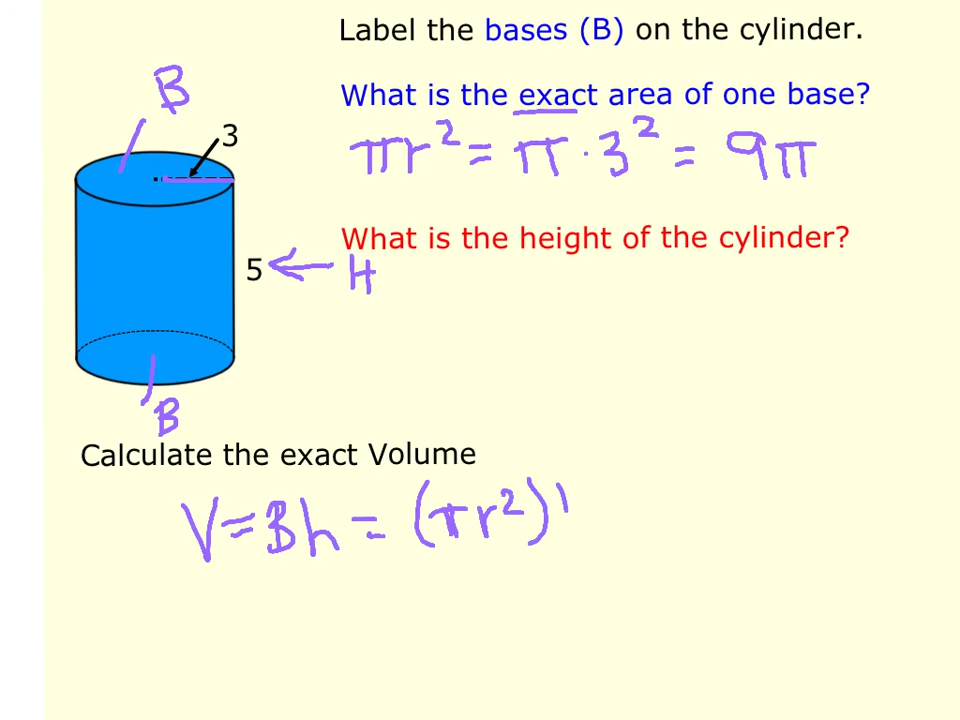 Label the bases (B) on the cylinder.
B
What is the exact area of one base?
3
πr² = π · 3² = 9π
What is the height of the cylinder?
5 ← H
B
Calculate the exact Volume
V = Bh = (πr²)